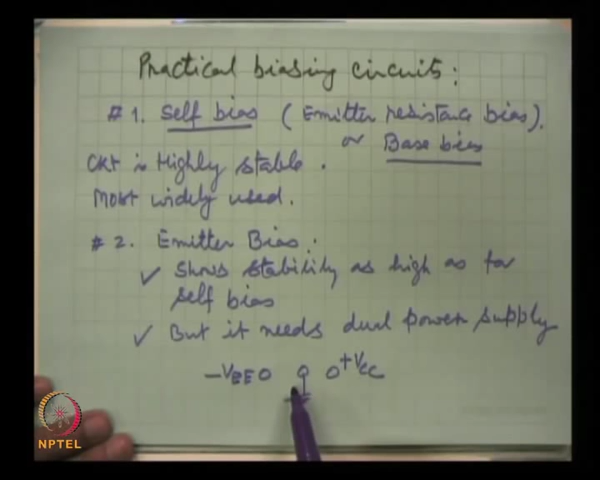 Practical biasing circuits:
#1. Self bias (Emitter resistance bias).
or Base bias
CKT is Highly stable.
Most widely used.
#2. Emitter Bias:
✓ Shows stability as high as for
self bias
✓ But it needs dual power supply
-VEE +VCC
NPTEL